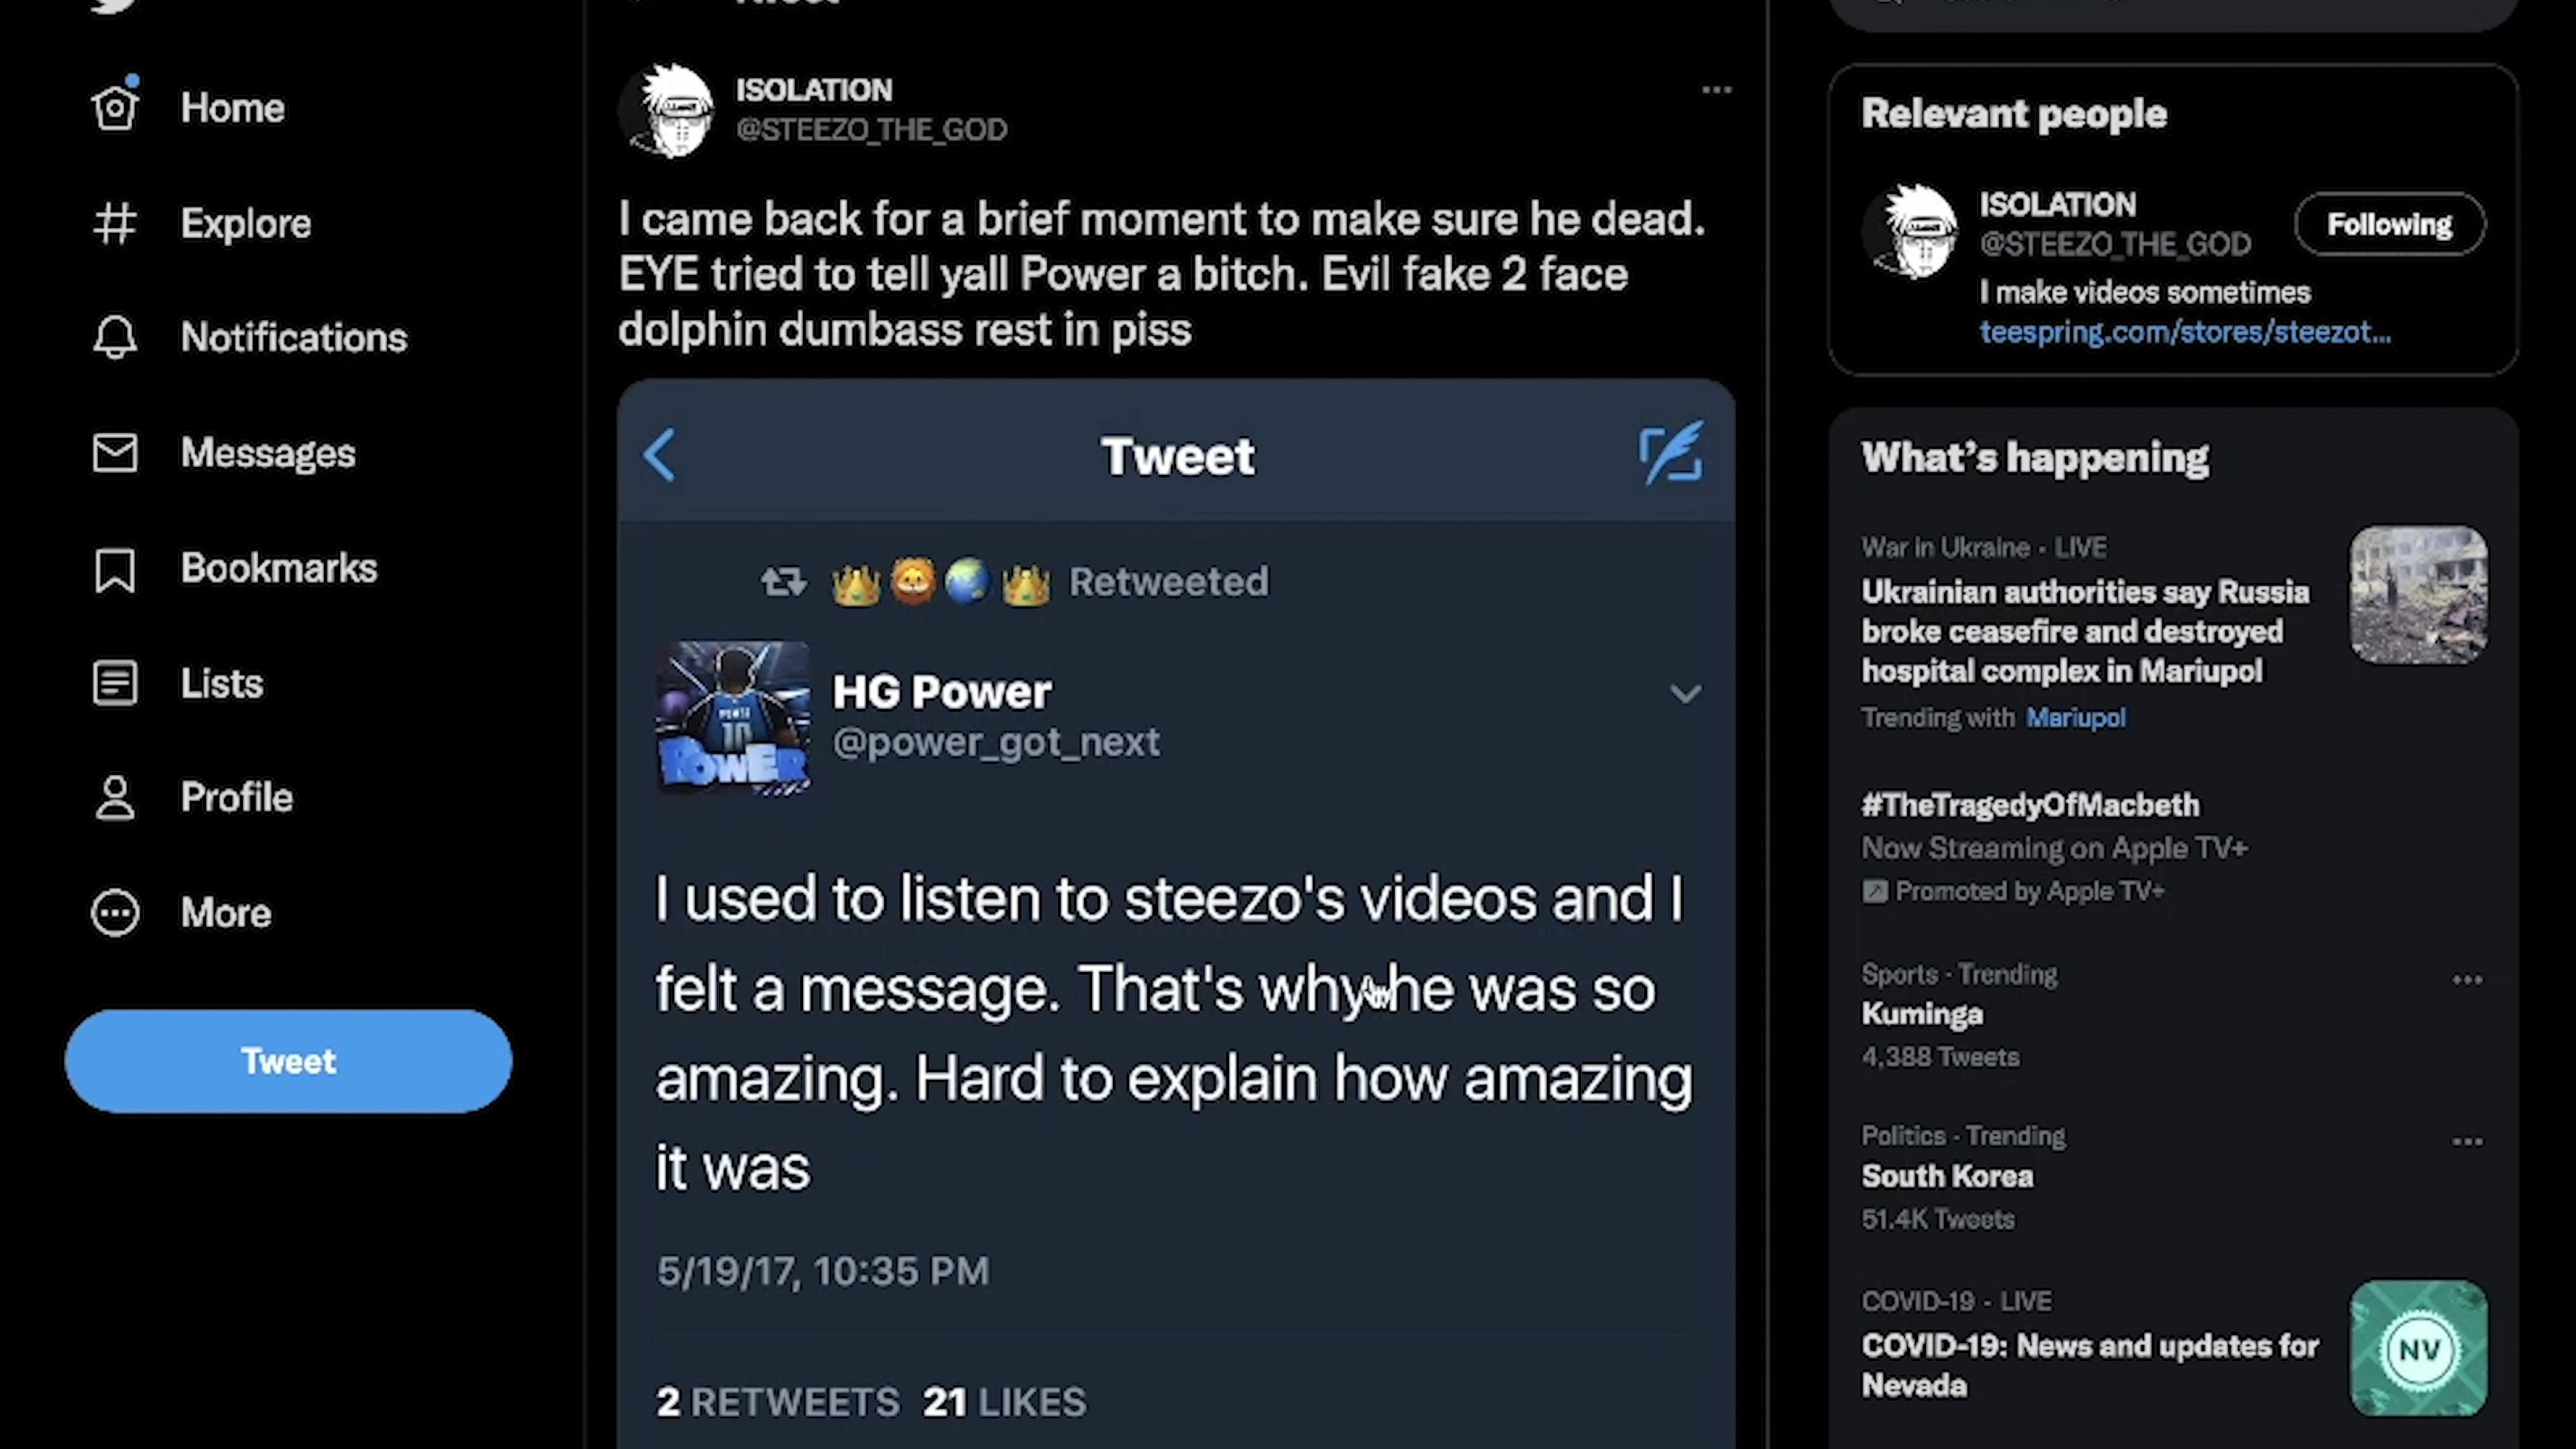 Home
Explore
Notifications
Messages
Bookmarks
Lists
Profile
More
Tweet
ISOLATION
@STEEZO_THE_GOD
I came back for a brief moment to make sure he dead.
EYE tried to tell yall Power a bitch. Evil fake 2 face
dolphin dumbass rest in piss
Tweet
👑🦁🌏👑 Retweeted
HG Power
@power_got_next
POWER
10
POWER
I used to listen to steezo's videos and I
felt a message. That's why he was so
amazing. Hard to explain how amazing
it was
5/19/17, 10:35 PM
2 RETWEETS 21 LIKES
Relevant people
ISOLATION
@STEEZO_THE_GOD
Following
I make videos sometimes
teespring.com/stores/steezot...
What's happening
War in Ukraine · LIVE
Ukrainian authorities say Russia
broke ceasefire and destroyed
hospital complex in Mariupol
Trending with Mariupol
#TheTragedyOfMacbeth
Now Streaming on Apple TV+
Promoted by Apple TV+
Sports · Trending
Kuminga
4,388 Tweets
Politics · Trending
South Korea
51.4K Tweets
COVID-19 · LIVE
COVID-19: News and updates for
Nevada
NV